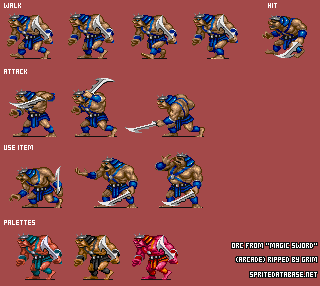 WALK
HIT
ATTACK
USE ITEM
PALETTES
ORC FROM "MAGIC SWORD"
(ARCADE) RIPPED BY GRIM
SPRITEDATABASE.NET